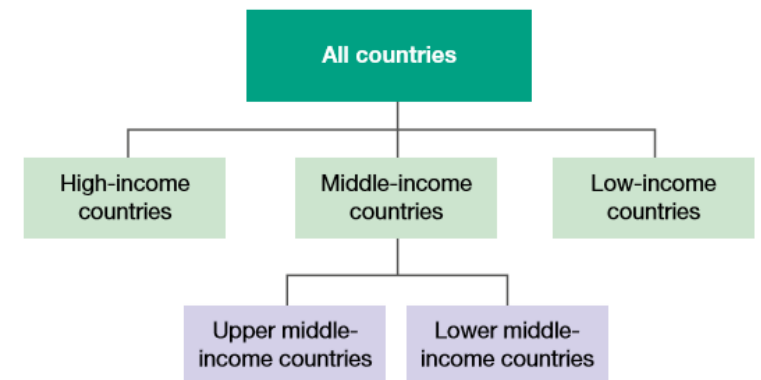 All countries
High-income
countries
Middle-income
countries
Low-income
countries
Upper middle-
income countries
Lower middle-
income countries